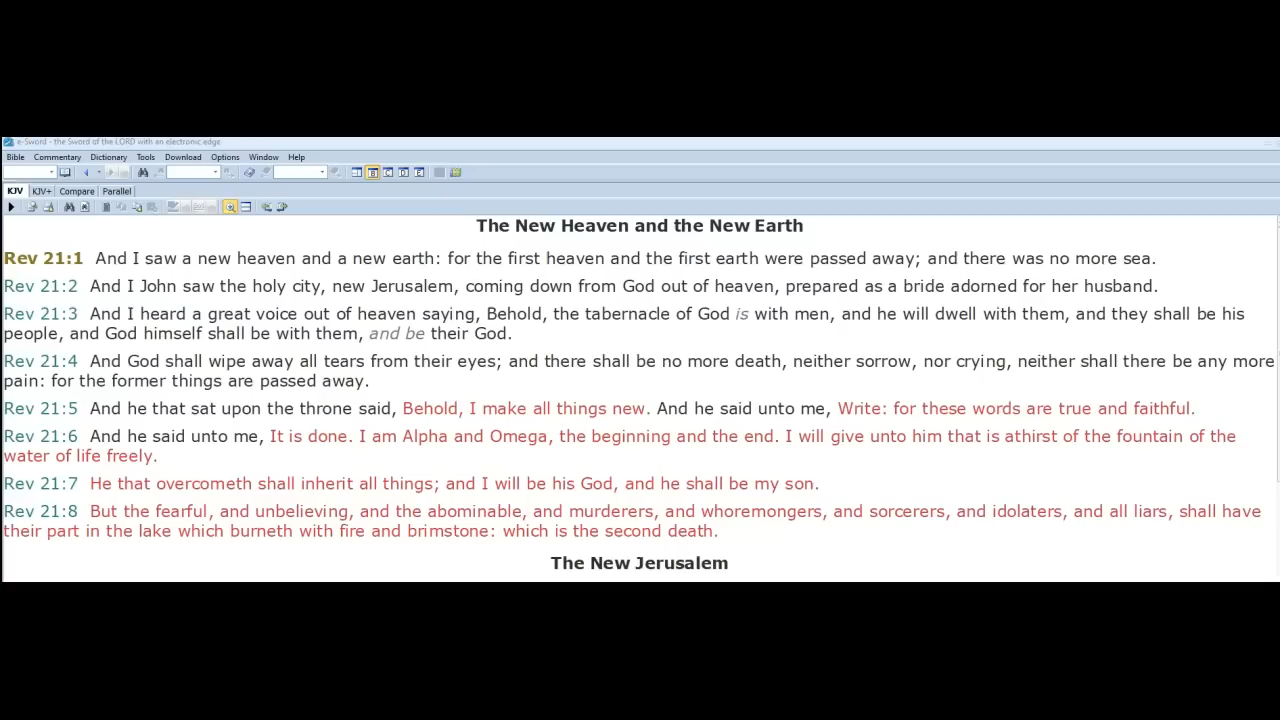 e-Sword - the Sword of the LORD with an electronic edge
Bible Commentary Dictionary Tools Download Options Window Help
B C D E
KJV KJV+ Compare Parallel
The New Heaven and the New Earth
Rev 21:1 And I saw a new heaven and a new earth: for the first heaven and the first earth were passed away; and there was no more sea.
Rev 21:2 And I John saw the holy city, new Jerusalem, coming down from God out of heaven, prepared as a bride adorned for her husband.
Rev 21:3 And I heard a great voice out of heaven saying, Behold, the tabernacle of God is with men, and he will dwell with them, and they shall be his
people, and God himself shall be with them, and be their God.
Rev 21:4 And God shall wipe away all tears from their eyes; and there shall be no more death, neither sorrow, nor crying, neither shall there be any more
pain: for the former things are passed away.
Rev 21:5 And he that sat upon the throne said, Behold, I make all things new. And he said unto me, Write: for these words are true and faithful.
Rev 21:6 And he said unto me, It is done. I am Alpha and Omega, the beginning and the end. I will give unto him that is athirst of the fountain of the
water of life freely.
Rev 21:7 He that overcometh shall inherit all things; and I will be his God, and he shall be my son.
Rev 21:8 But the fearful, and unbelieving, and the abominable, and murderers, and whoremongers, and sorcerers, and idolaters, and all liars, shall have
their part in the lake which burneth with fire and brimstone: which is the second death.
The New Jerusalem